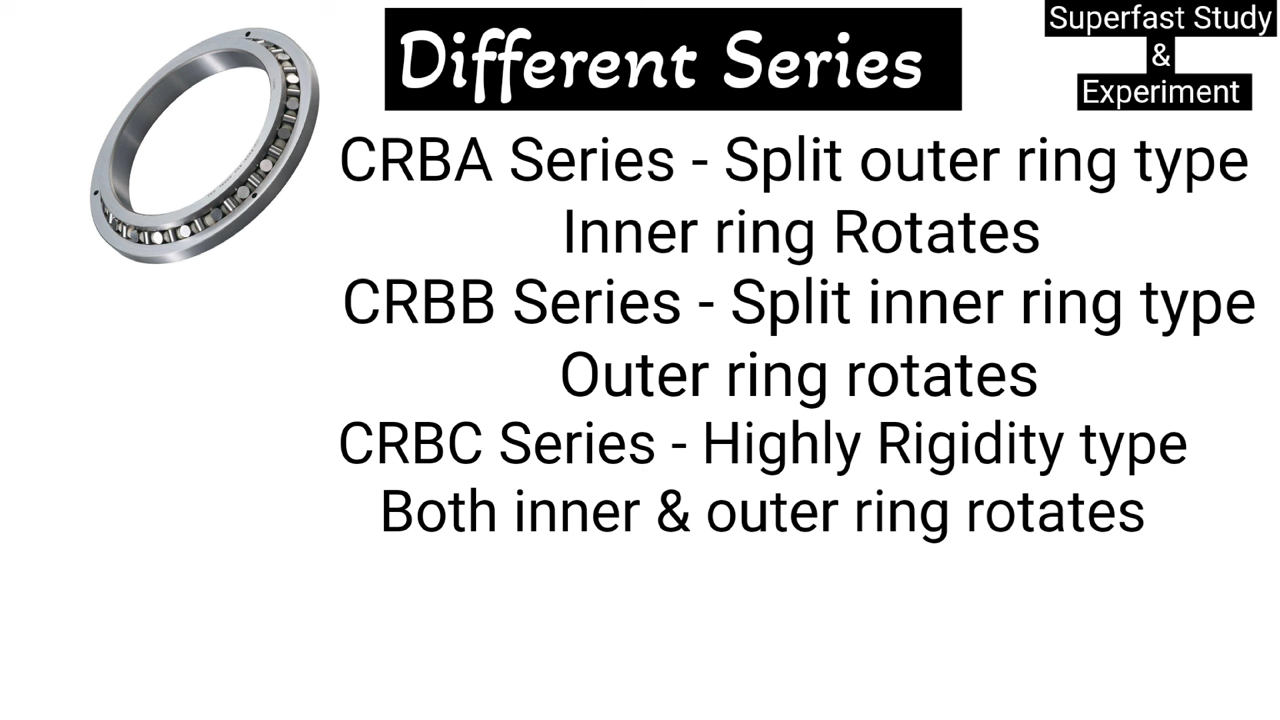 Different Series
Superfast Study
&
Experiment
CRBA Series - Split outer ring type
Inner ring Rotates
CRBB Series - Split inner ring type
Outer ring rotates
CRBC Series - Highly Rigidity type
Both inner & outer ring rotates